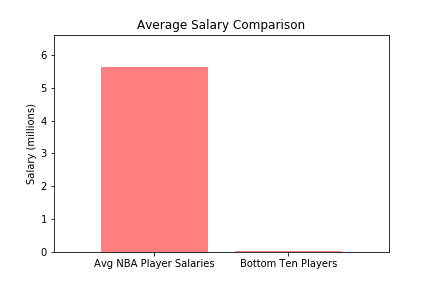 Average Salary Comparison
Salary (millions)
6
5
4
3
2
1
0
Avg NBA Player Salaries
Bottom Ten Players